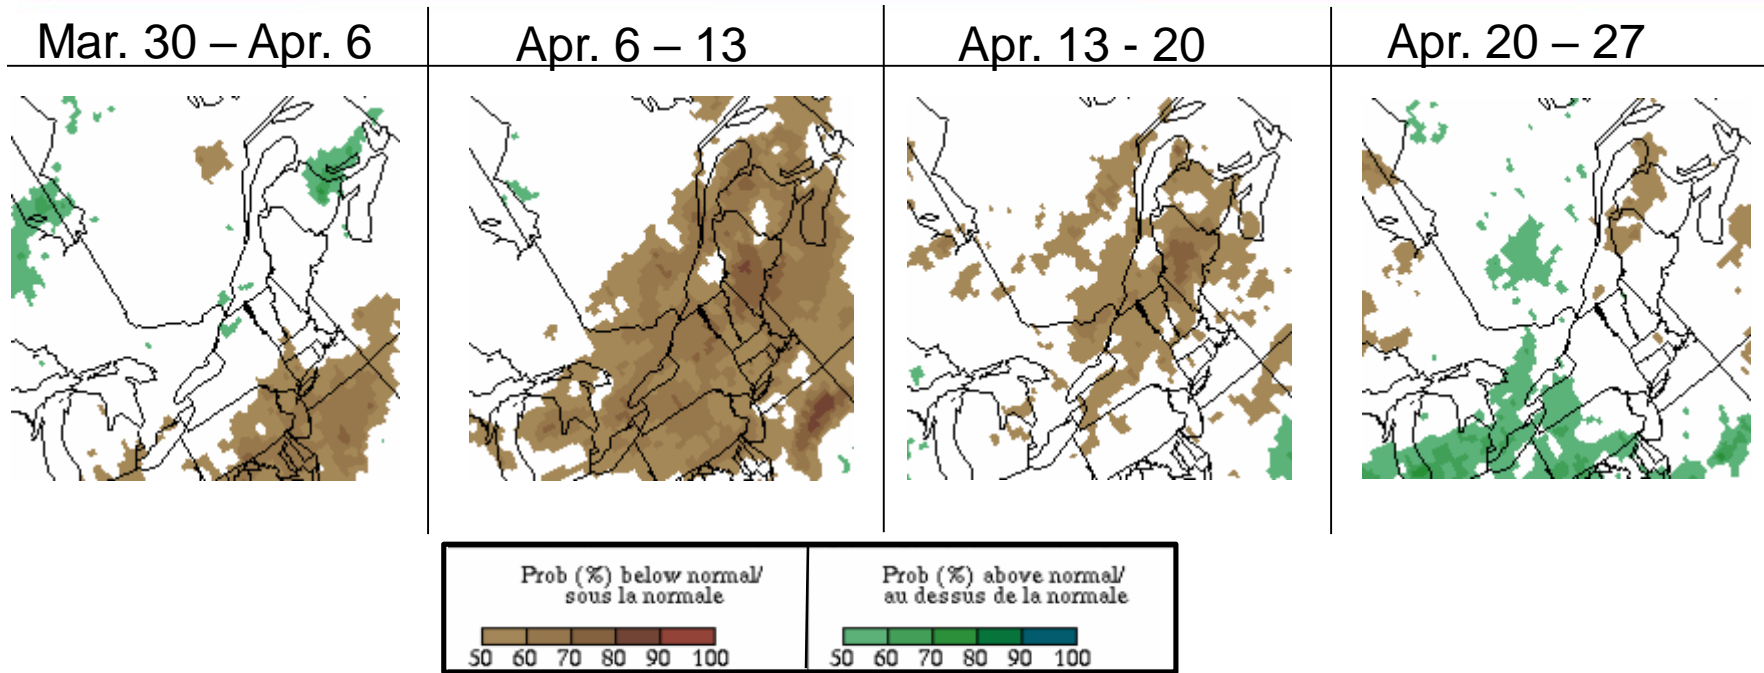 Mar. 30 – Apr. 6
Apr. 6 – 13
Apr. 13 - 20
Apr. 20 – 27
Prob (%) below normal/
sous la normale
Prob (%) above normal/
au dessus de la normale
50 60 70 80 90 100
50 60 70 80 90 100